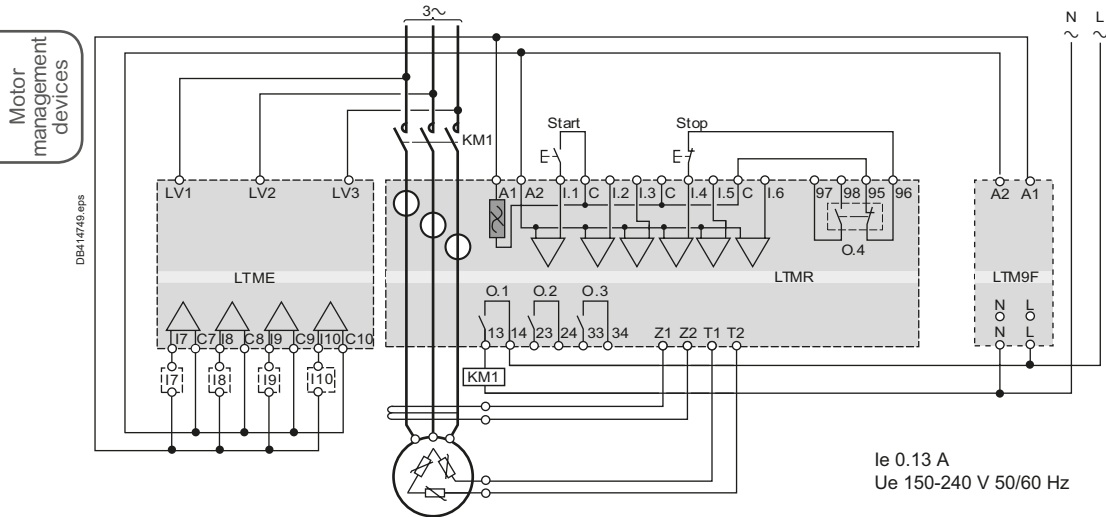 3~
N L
~ ~
Motor
management
devices
DB414749.eps
Start
Stop
KM1
LV1 LV2 LV3
A1 A2 I.1 C I.2 I.3 C I.4 I.5 C I.6
97 98 95 96
A2 A1
O.4
LTME
LTMR
LTM9F
O.1 O.2 O.3
N L
N L
I7 C7 I8 C8 I9 C9 I10 C10
13 14 23 24 33 34
Z1 Z2 T1 T2
I7 I8 I9 I10
KM1
Ie 0.13 A
Ue 150-240 V 50/60 Hz